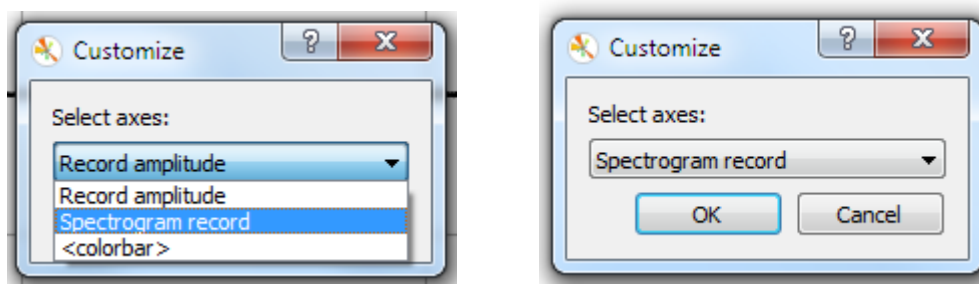 Customize
Select axes:
Record amplitude
Record amplitude
Spectrogram record
<colorbar>
Customize
Select axes:
Spectrogram record
OK
Cancel